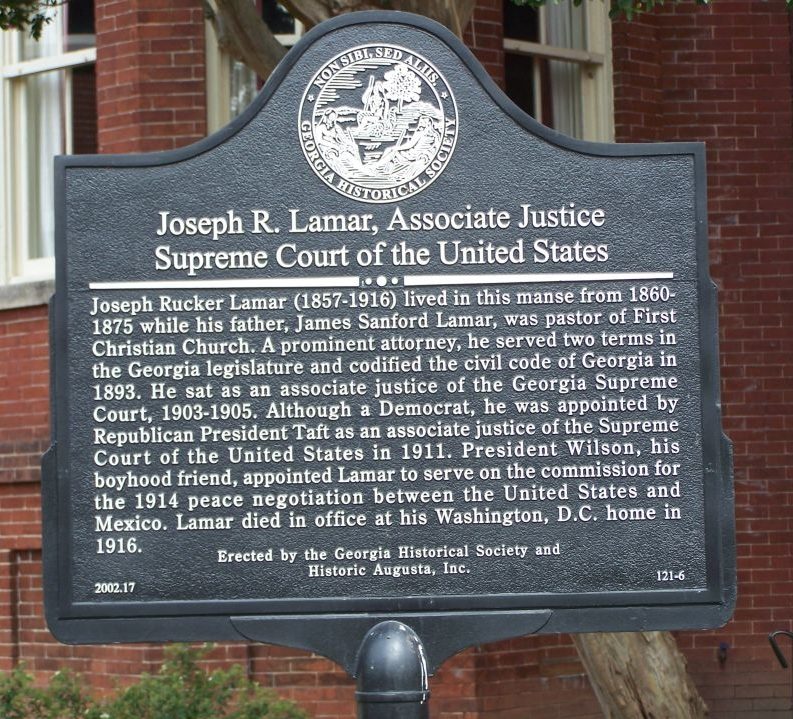 NON SIBI, SED ALIIS.
GEORGIA HISTORICAL SOCIETY
Joseph R. Lamar, Associate Justice
Supreme Court of the United States
Joseph Rucker Lamar (1857-1916) lived in this manse from 1860-
1875 while his father, James Sanford Lamar, was pastor of First
Christian Church. A prominent attorney, he served two terms in
the Georgia legislature and codified the civil code of Georgia in
1893. He sat as an associate justice of the Georgia Supreme
Court, 1903-1905. Although a Democrat, he was appointed by
Republican President Taft as an associate justice of the Supreme
Court of the United States in 1911. President Wilson, his
boyhood friend, appointed Lamar to serve on the commission for
the 1914 peace negotiation between the United States and
Mexico. Lamar died in office at his Washington, D.C. home in
1916.
Erected by the Georgia Historical Society and
Historic Augusta, Inc.
2002.17
121-6